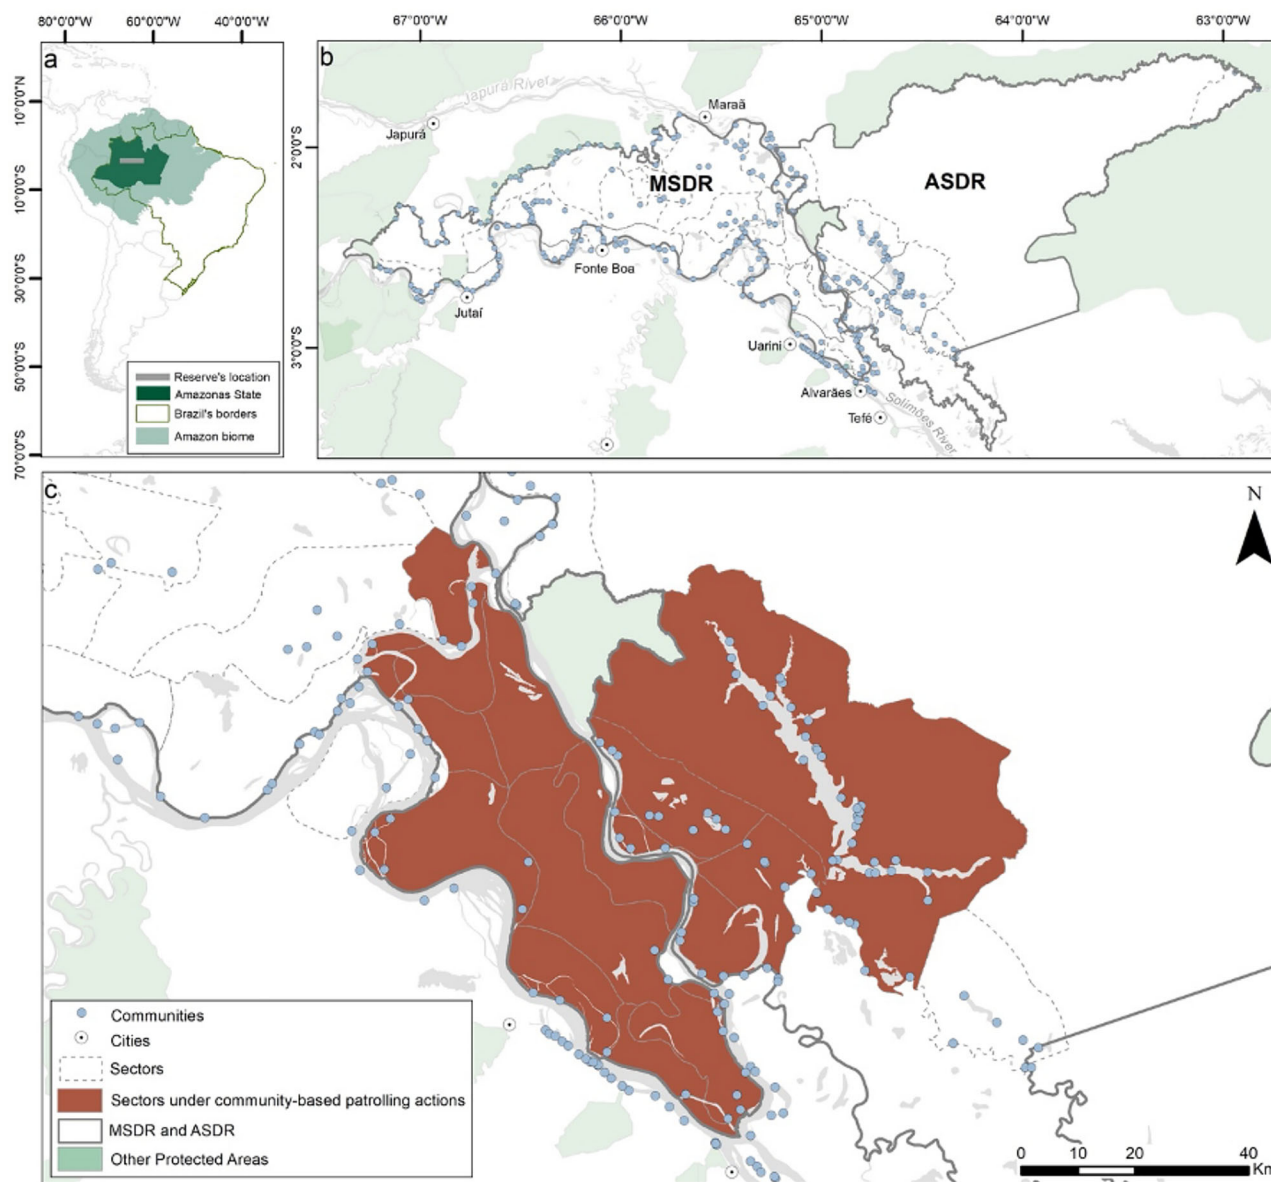 80°0'0"W 60°0'0"W 40°0'0"W
67°0'0"W 66°0'0"W 65°0'0"W 64°0'0"W 63°0'0"W
a
10°0'0"N
10°0'0"S
30°0'0"S
50°0'0"S
70°0'0"S
Reserve's location
Amazonas State
Brazil's borders
Amazon biome
b
2°0'0"S
3°0'0"S
Japurá River
Maraã
Japurá
MSDR
ASDR
Fonte Boa
Jutaí
Uarini
Alvarães
Tefé
Solimões River
c
N
Communities
Cities
Sectors
Sectors under community-based patrolling actions
MSDR and ASDR
Other Protected Areas
0 10 20 40
Km